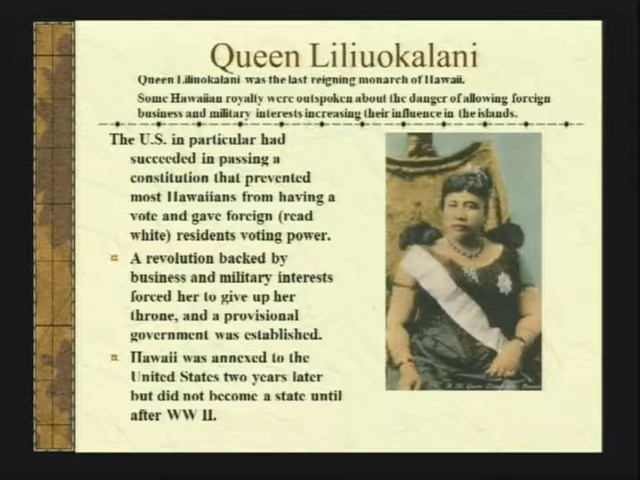 Queen Liliuokalani
Queen Liliuokalani was the last reigning monarch of Hawaii.
Some Hawaiian royalty were outspoken about the danger of allowing foreign
business and military interests increasing their influence in the islands.
The U.S. in particular had
succeeded in passing a
constitution that prevented
most Hawaiians from having a
vote and gave foreign (read
white) residents voting power.
A revolution backed by
business and military interests
forced her to give up her
throne, and a provisional
government was established.
Hawaii was annexed to the
United States two years later
but did not become a state until
after WW II.
Queen